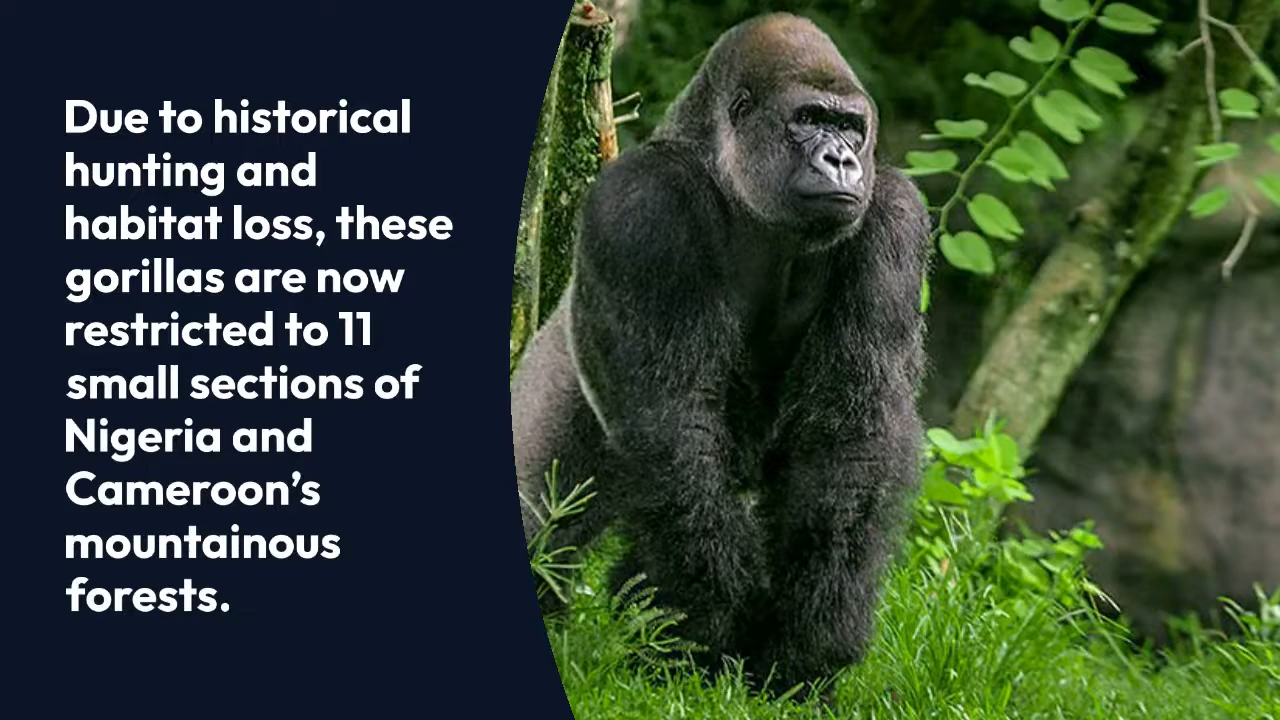 Due to historical
hunting and
habitat loss, these
gorillas are now
restricted to 11
small sections of
Nigeria and
Cameroon’s
mountainous
forests.